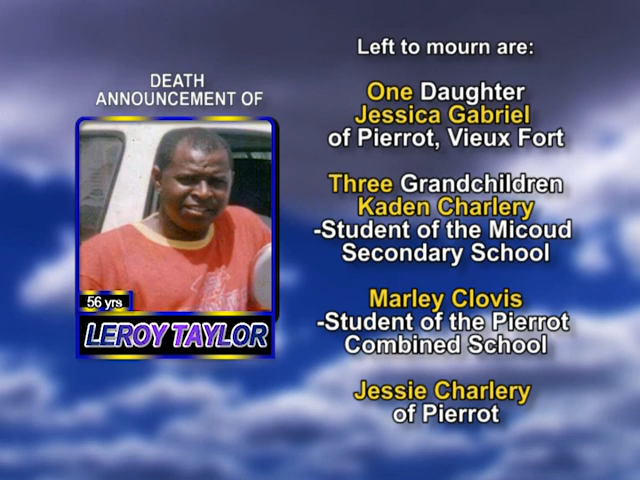 DEATH
ANNOUNCEMENT OF
56 yrs
LEROY TAYLOR
Left to mourn are:
One Daughter
Jessica Gabriel
of Pierrot, Vieux Fort
Three Grandchildren
Kaden Charlery
-Student of the Micoud
Secondary School
Marley Clovis
-Student of the Pierrot
Combined School
Jessie Charlery
of Pierrot